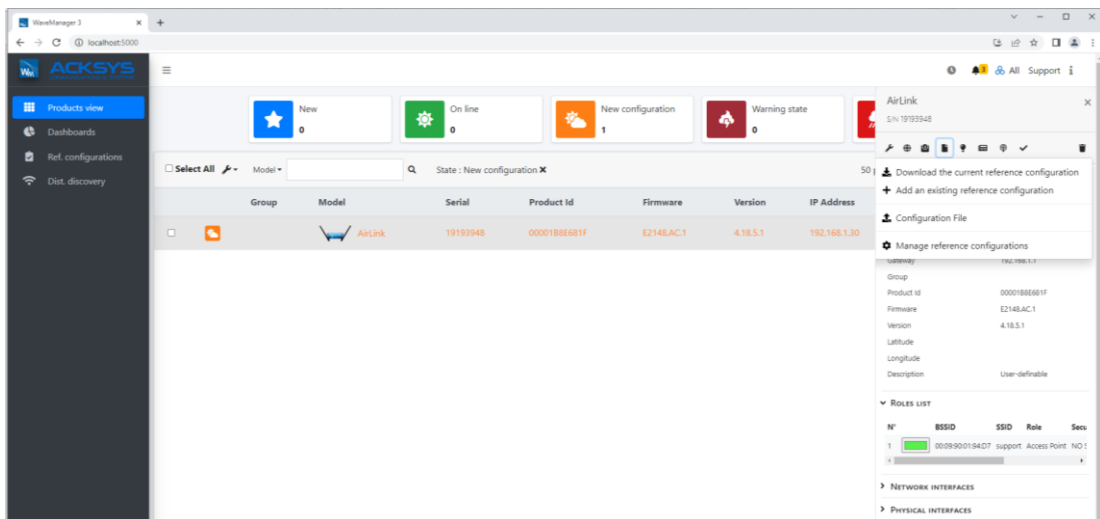 WaveManager 3
localhost:5000
ACKSYS
3 All Support i
Products view
Dashboards
Ref. configurations
Dist. discovery
New
0
On line
0
New configuration
1
Warning state
0
Select All
Model
State : New configuration
50
Group Model Serial Product Id Firmware Version IP Address
AirLink 19193948 00001B8E681F E2148.AC.1 4.18.5.1 192.168.1.30
AirLink
S/N 19193948
Download the current reference configuration
Add an existing reference configuration
Configuration File
Manage reference configurations
Gateway 192.168.1.1
Group
Product Id 00001B8E681F
Firmware E2148.AC.1
Version 4.18.5.1
Latitude
Longitude
Description User-definable
ROLES LIST
N° BSSID SSID Role Secu
1 00:09:90:01:94:D7 support Access Point NO
NETWORK INTERFACES
PHYSICAL INTERFACES